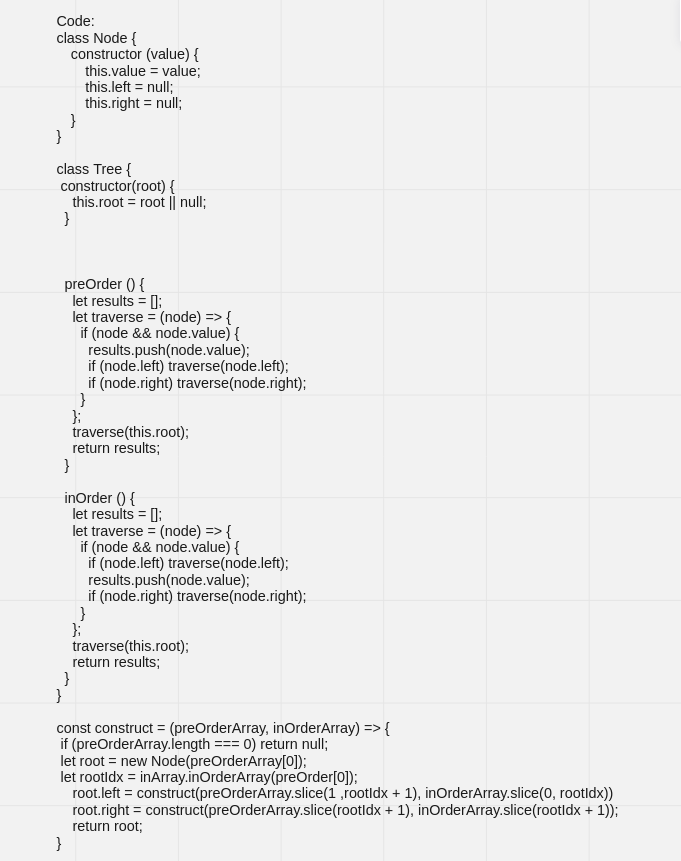 Code:
class Node {
constructor (value) {
this.value = value;
this.left = null;
this.right = null;
}
}
class Tree {
constructor(root) {
this.root = root || null;
}
preOrder () {
let results = [];
let traverse = (node) => {
if (node && node.value) {
results.push(node.value);
if (node.left) traverse(node.left);
if (node.right) traverse(node.right);
}
};
traverse(this.root);
return results;
}
inOrder () {
let results = [];
let traverse = (node) => {
if (node && node.value) {
if (node.left) traverse(node.left);
results.push(node.value);
if (node.right) traverse(node.right);
}
};
traverse(this.root);
return results;
}
}
const construct = (preOrderArray, inOrderArray) => {
if (preOrderArray.length === 0) return null;
let root = new Node(preOrderArray[0]);
let rootIdx = inArray.inOrderArray(preOrder[0]);
root.left = construct(preOrderArray.slice(1 ,rootIdx + 1), inOrderArray.slice(0, rootIdx))
root.right = construct(preOrderArray.slice(rootIdx + 1), inOrderArray.slice(rootIdx + 1));
return root;
}